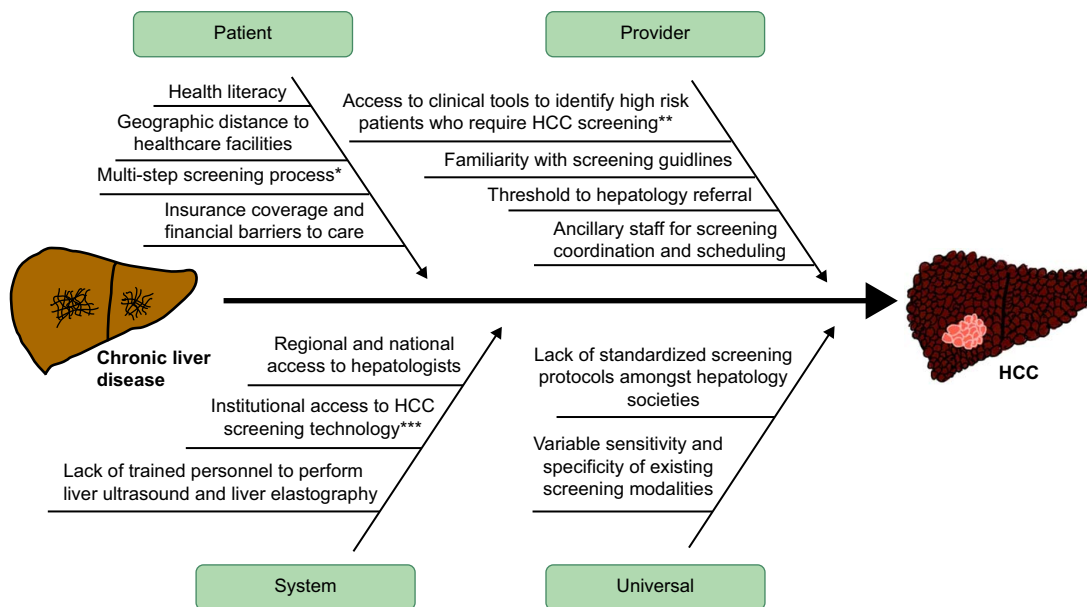 Patient
Provider
Health literacy
Geographic distance to
healthcare facilities
Multi-step screening process*
Insurance coverage and
financial barriers to care
Access to clinical tools to identify high risk
patients who require HCC screening**
Familiarity with screening guidlines
Threshold to hepatology referral
Ancillary staff for screening
coordination and scheduling
Chronic liver
disease
HCC
Regional and national
access to hepatologists
Institutional access to HCC
screening technology***
Lack of trained personnel to perform
liver ultrasound and liver elastography
Lack of standardized screening
protocols amongst hepatology
societies
Variable sensitivity and
specificity of existing
screening modalities
System
Universal